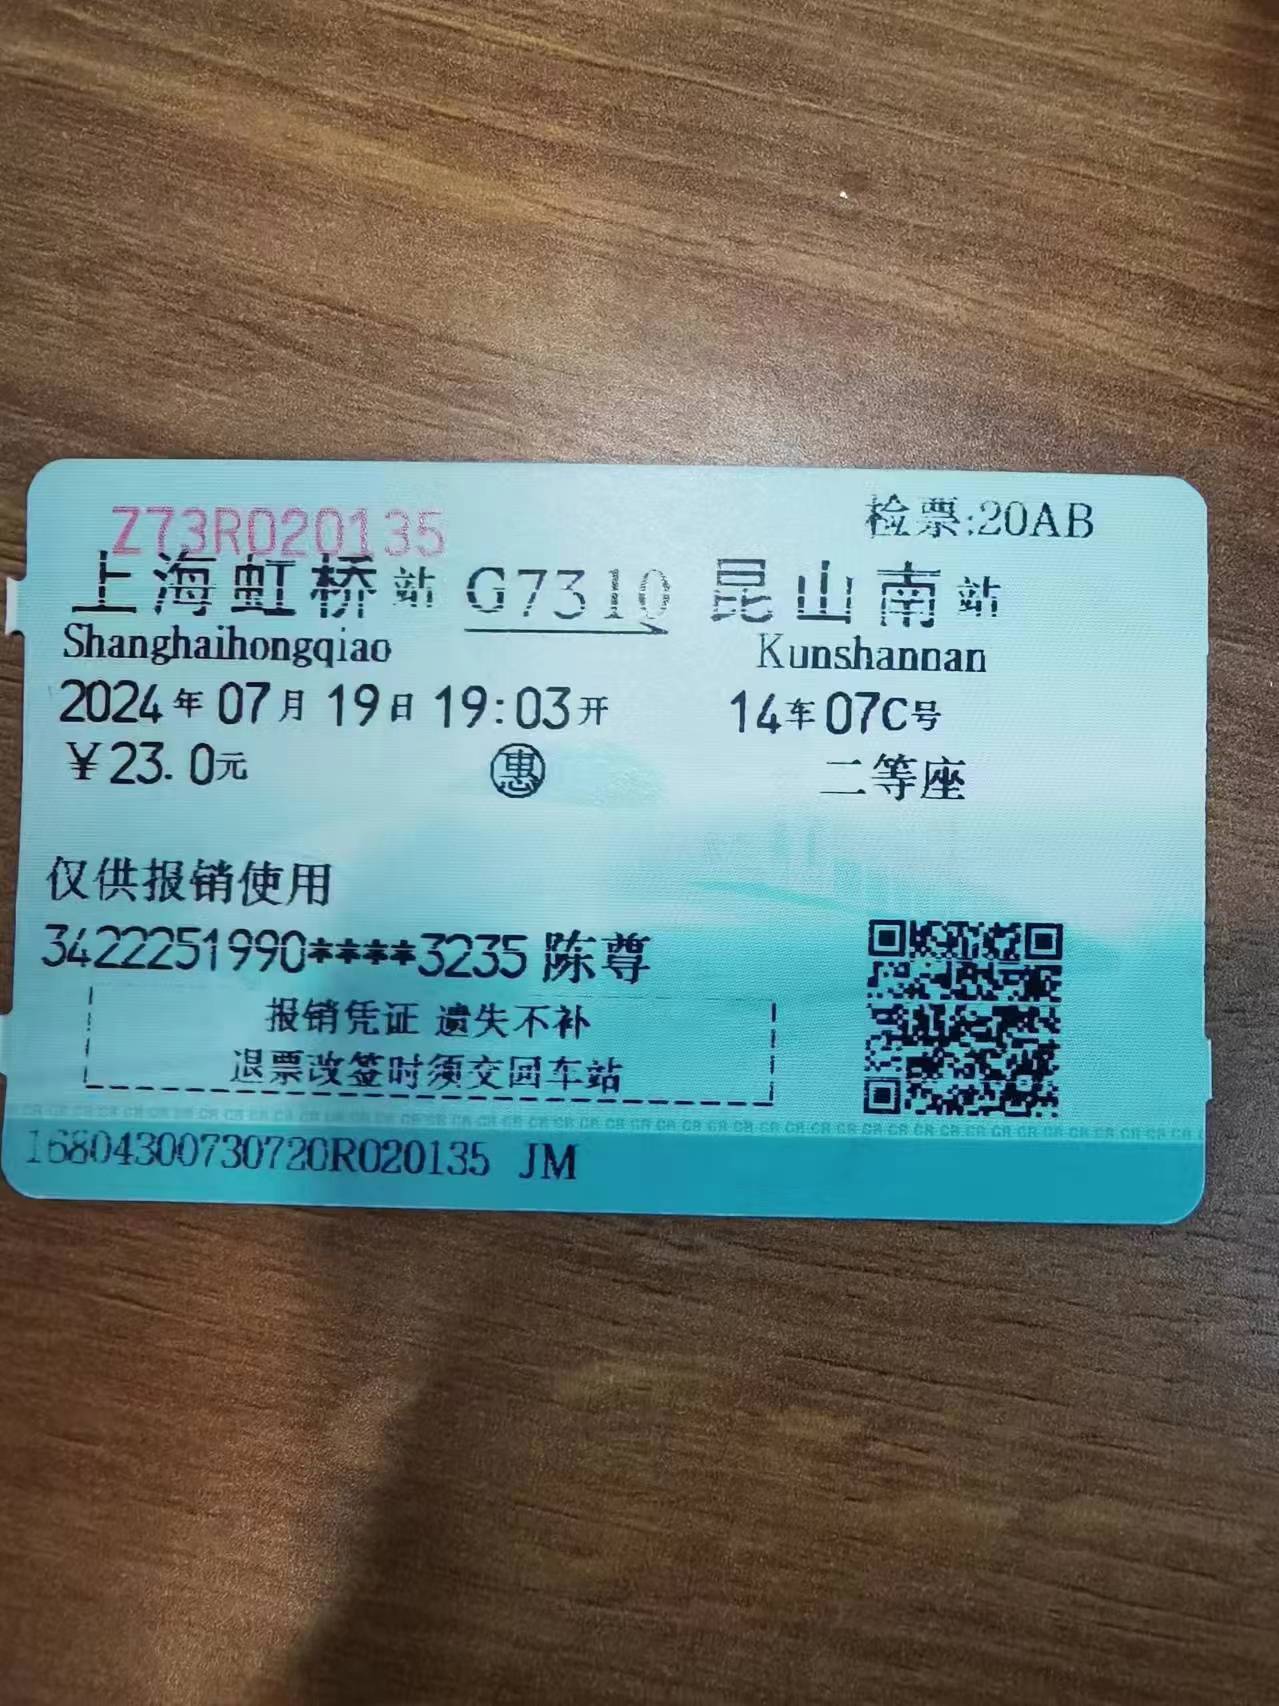 Z73R020135
检票:20AB
上海虹桥站 G7310 昆山南站
Shanghaihongqiao Kunshannan
2024年07月19日 19:03开 14车07C号
￥23.0元 惠 二等座
仅供报销使用
3422251990****3235 陈尊
报销凭证 遗失不补
退票改签时须交回车站
16804300730720R020135 JM